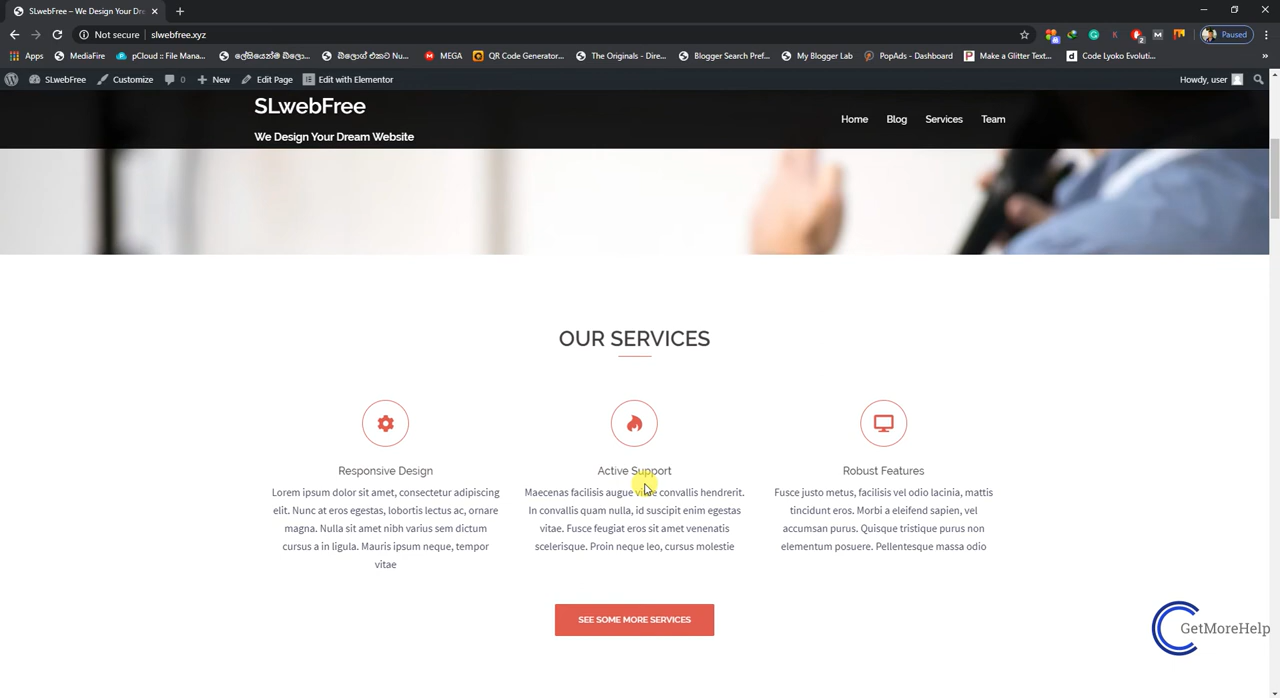 SLwebFree – We Design Your Dre
Not secure | slwebfree.xyz
Paused
Apps MediaFire pCloud :: File Mana... ලේසියෙන්ම බ්ලො... බ්ලොග් එකට Nu... MEGA QR Code Generator... The Originals - Dire... Blogger Search Pref... My Blogger Lab PopAds - Dashboard Make a Glitter Text... Code Lyoko Evoluti... »
SLwebFree Customize 0 New Edit Page Edit with Elementor Howdy, user
SLwebFree
We Design Your Dream Website
Home Blog Services Team
OUR SERVICES
Responsive Design
Lorem ipsum dolor sit amet, consectetur adipiscing
elit. Nunc at eros egestas, lobortis lectus ac, ornare
magna. Nulla sit amet nibh varius sem dictum
cursus a in ligula. Mauris ipsum neque, tempor
vitae
Active Support
Maecenas facilisis augue vitae convallis hendrerit.
In convallis quam nulla, id suscipit enim egestas
vitae. Fusce feugiat eros sit amet venenatis
scelerisque. Proin neque leo, cursus molestie
Robust Features
Fusce justo metus, facilisis vel odio lacinia, mattis
tincidunt eros. Morbi a eleifend sapien, vel
accumsan purus. Quisque tristique purus non
elementum posuere. Pellentesque massa odio
SEE SOME MORE SERVICES
GetMoreHelp